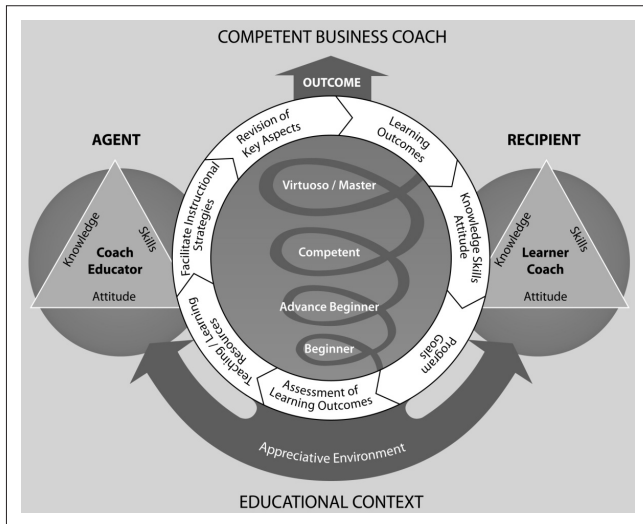 COMPETENT BUSINESS COACH
OUTCOME
AGENT
RECIPIENT
Revision of
Key Aspects
Learning
Outcomes
Knowledge Skills
Attitude
Program
Goals
Assessment of
Learning Outcomes
Teaching / Learning
Resources
Facilitate Instructional
Strategies
Knowledge
Skills
Coach
Educator
Attitude
Virtuoso / Master
Competent
Advance Beginner
Beginner
Knowledge
Skills
Learner
Coach
Attitude
Appreciative Environment
EDUCATIONAL CONTEXT